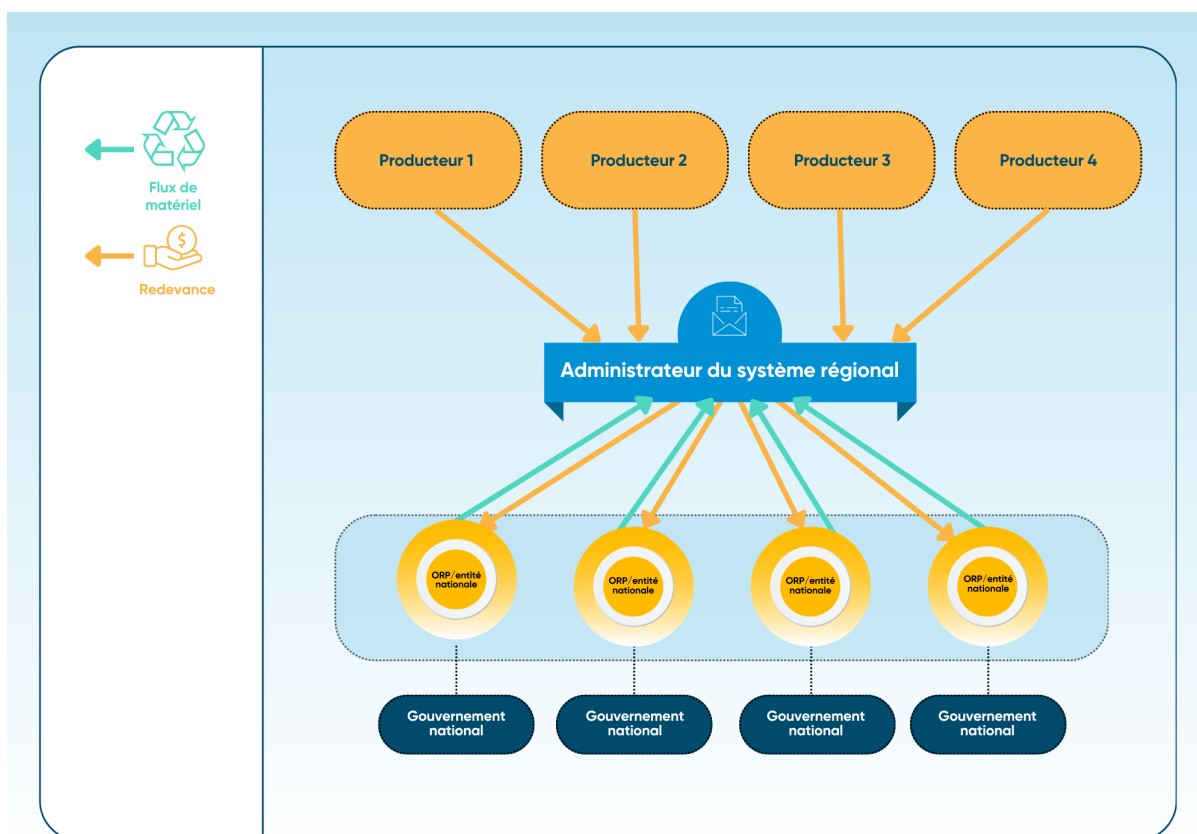 Flux de
matériel
$
Redevance
Producteur 1
Producteur 2
Producteur 3
Producteur 4
Administrateur du système régional
ORP/entité
nationale
ORP/entité
nationale
ORP/entité
nationale
ORP/entité
nationale
Gouvernement
national
Gouvernement
national
Gouvernement
national
Gouvernement
national